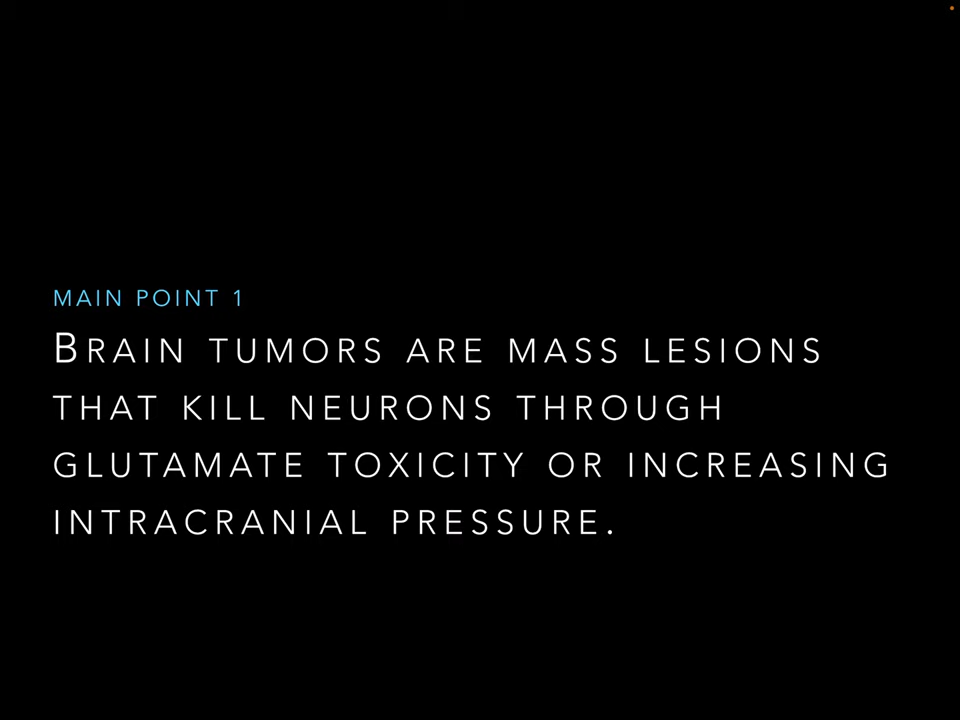 MAIN POINT 1
BRAIN TUMORS ARE MASS LESIONS
THAT KILL NEURONS THROUGH
GLUTAMATE TOXICITY OR INCREASING
INTRACRANIAL PRESSURE.